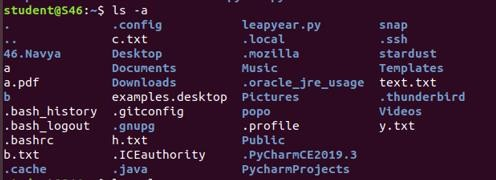 student@S46:~$ ls -a
. .config leapyear.py snap
.. c.txt .local .ssh
46.Navya Desktop .mozilla stardust
a Documents Music Templates
a.pdf Downloads .oracle_jre_usage text.txt
b examples.desktop Pictures .thunderbird
.bash_history .gitconfig popo Videos
.bash_logout .gnupg .profile y.txt
.bashrc h.txt Public
b.txt .ICEauthority .PyCharmCE2019.3
.cache .java PycharmProjects